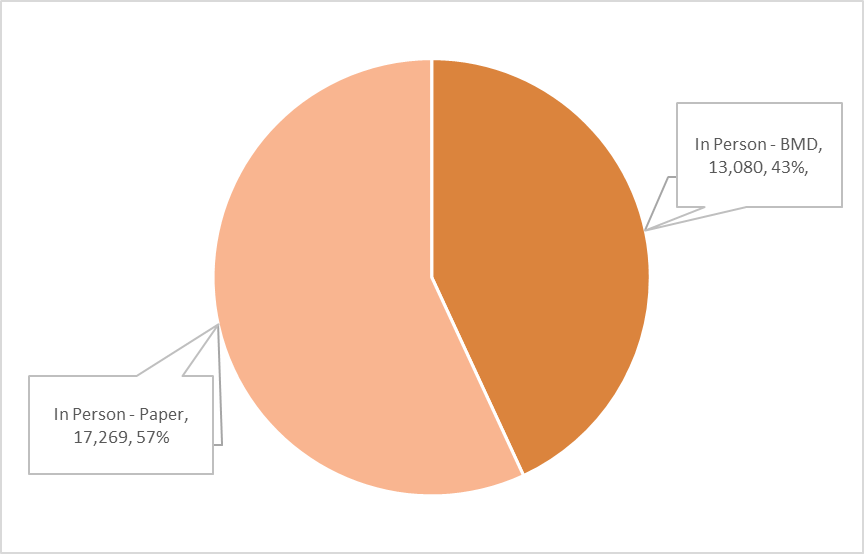 In Person - BMD,
13,080, 43%,
In Person - Paper,
17,269, 57%